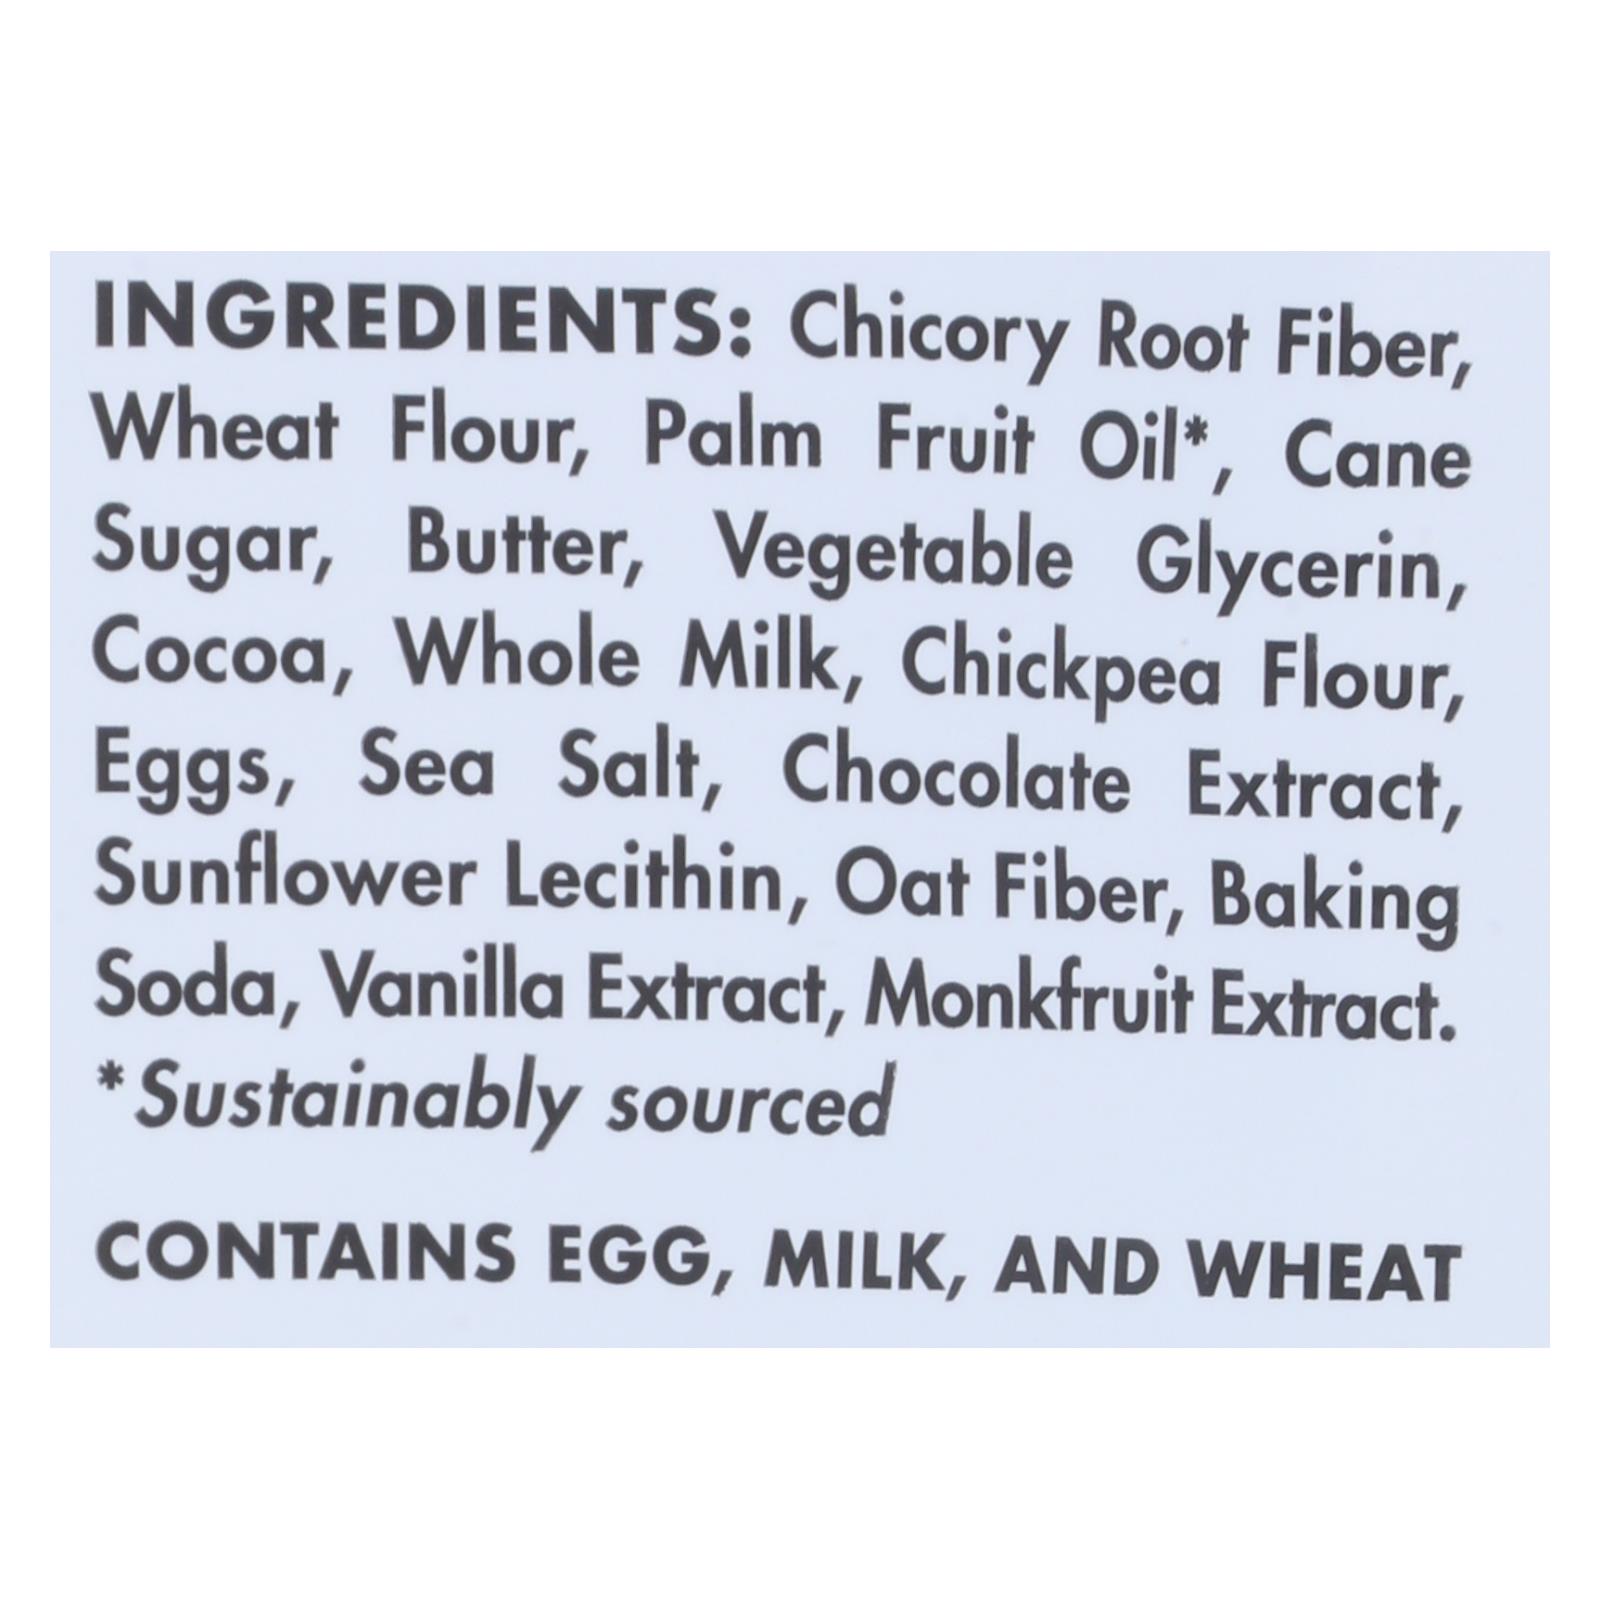 INGREDIENTS: Chicory Root Fiber,
Wheat Flour, Palm Fruit Oil*, Cane
Sugar, Butter, Vegetable Glycerin,
Cocoa, Whole Milk, Chickpea Flour,
Eggs, Sea Salt, Chocolate Extract,
Sunflower Lecithin, Oat Fiber, Baking
Soda, Vanilla Extract, Monkfruit Extract.
*Sustainably sourced
CONTAINS EGG, MILK, AND WHEAT